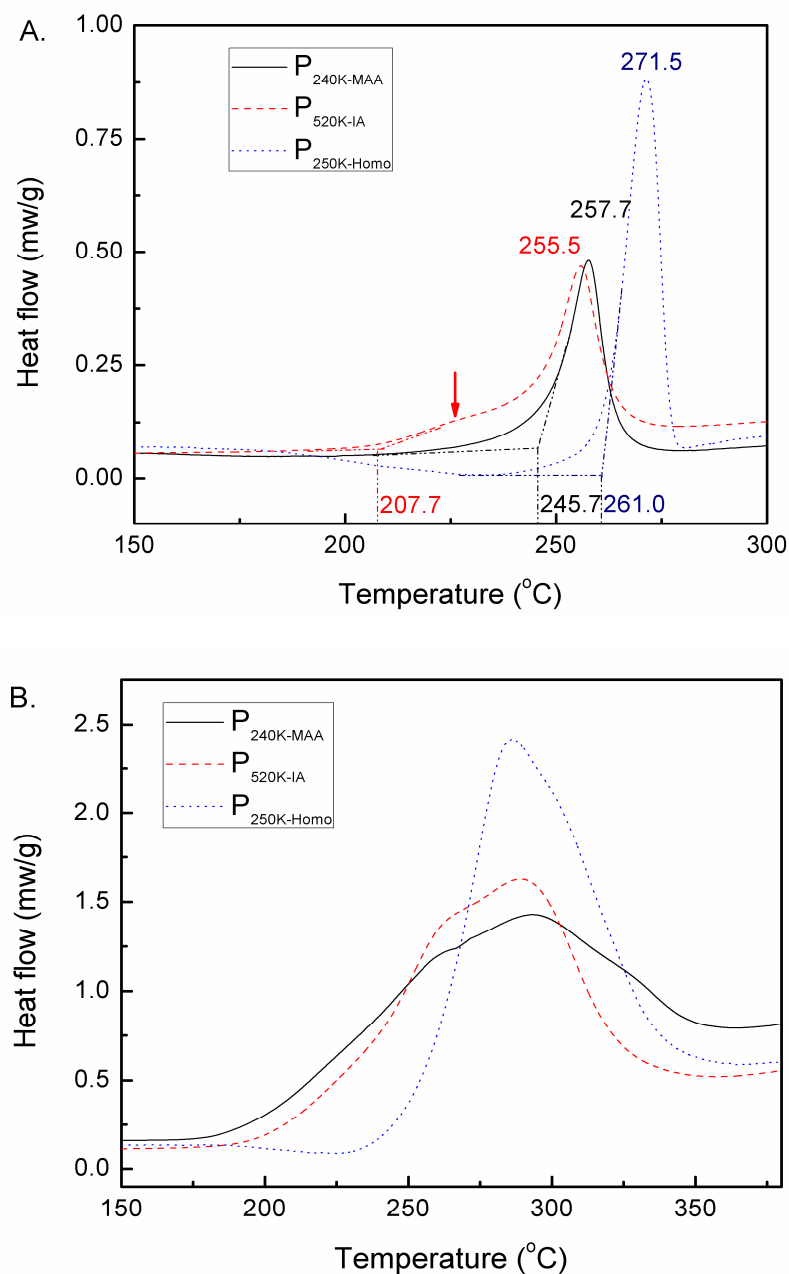 A.
1.00
0.75
0.50
0.25
0.00
Heat flow (mw/g)
P240K-MAA
P520K-IA
P250K-Homo
271.5
257.7
255.5
207.7
245.7
261.0
150
200
250
300
Temperature (oC)
B.
2.5
2.0
1.5
1.0
0.5
0.0
Heat flow (mw/g)
P240K-MAA
P520K-IA
P250K-Homo
150
200
250
300
350
Temperature (oC)